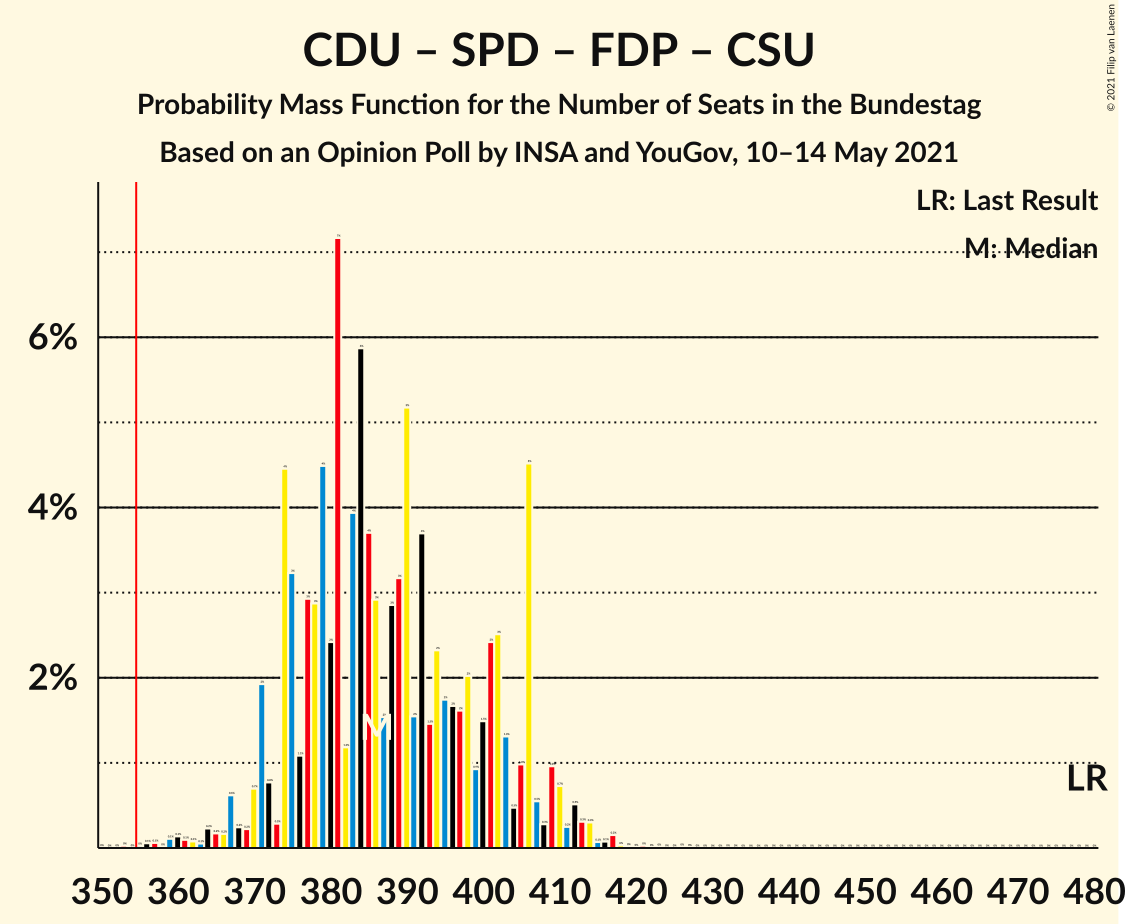 CDU – SPD – FDP – CSU
Probability Mass Function for the Number of Seats in the Bundestag
Based on an Opinion Poll by INSA and YouGov, 10–14 May 2021
© 2021 Filip van Laenen
LR: Last Result
M: Median
6%
4%
2%
M
LR
350 360 370 380 390 400 410 420 430 440 450 460 470 480